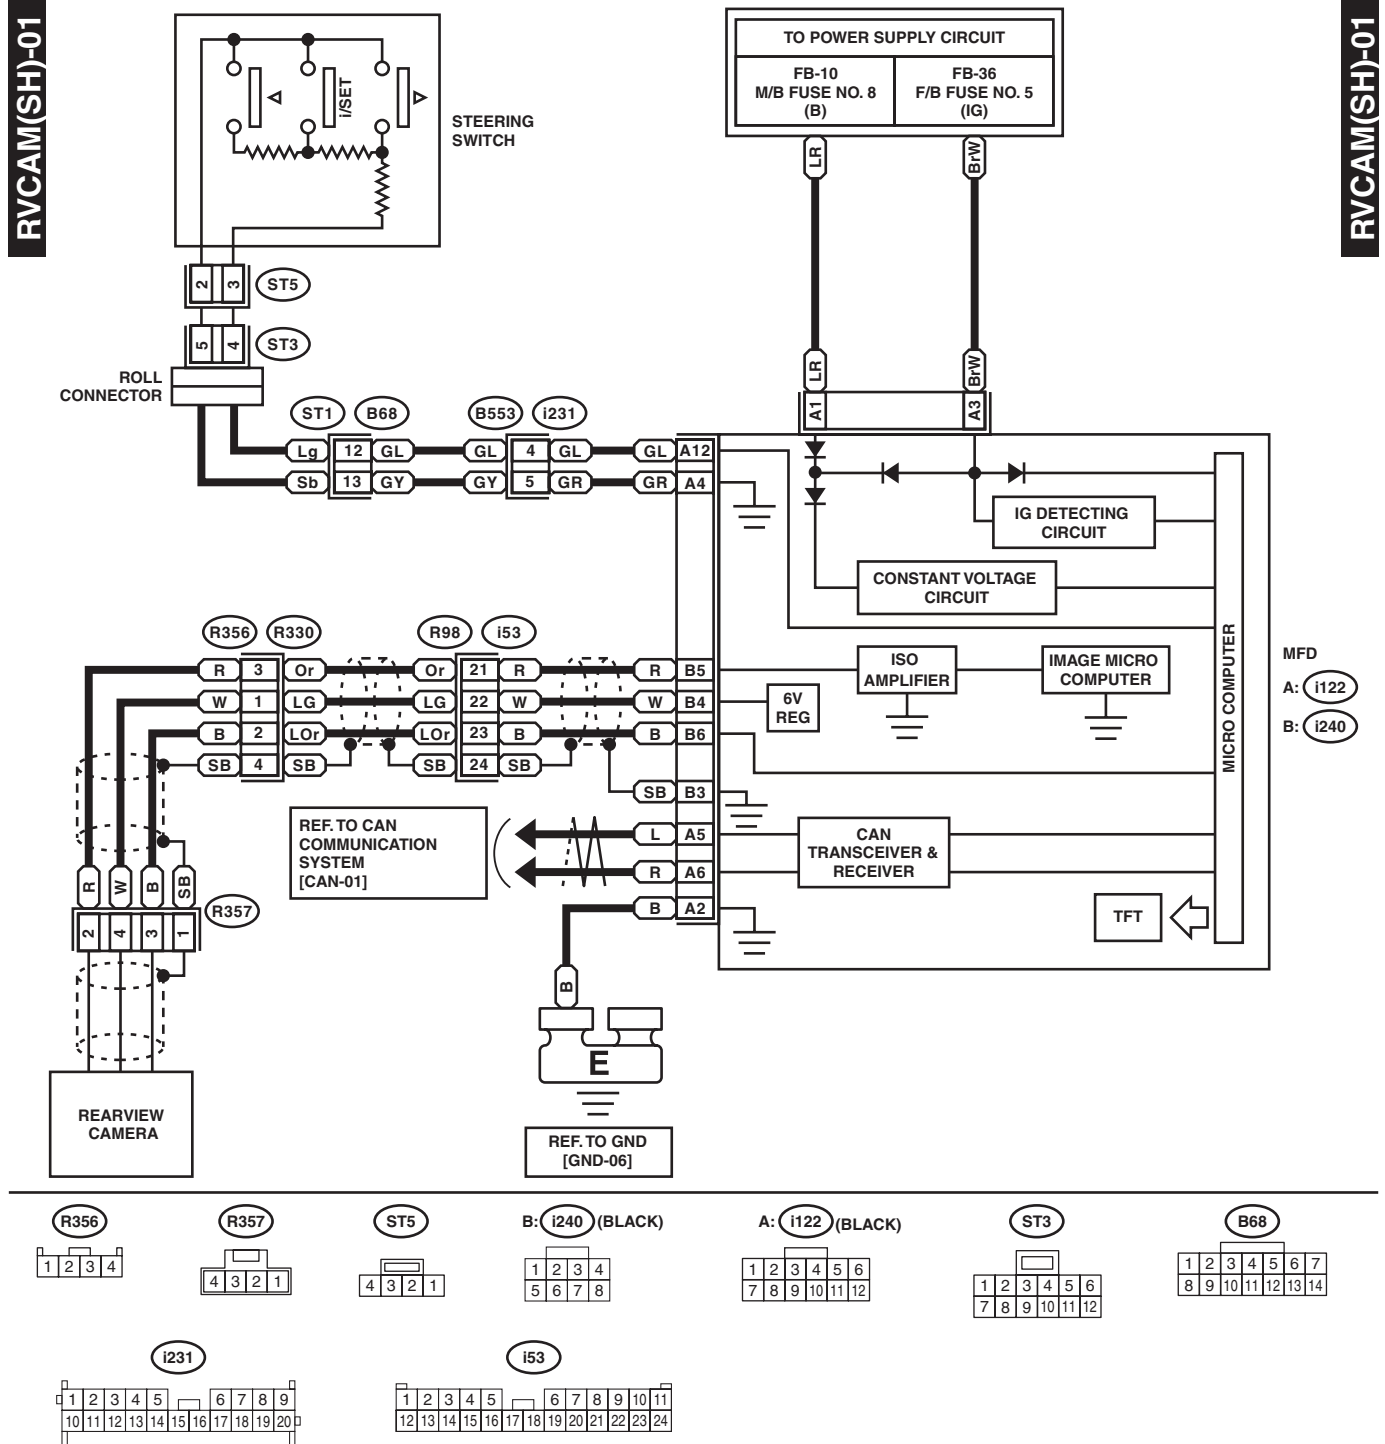 RVCAM(SH)-01
RVCAM(SH)-01
TO POWER SUPPLY CIRCUIT
FB-10
M/B FUSE NO. 8
(B)
FB-36
F/B FUSE NO. 5
(IG)
i/SET
STEERING
SWITCH
LR
BrW
2 3 ST5
5 4 ST3
ROLL
CONNECTOR
LR
BrW
A1
A3
ST1 B68 B553 i231
Lg 12 GL GL 4 GL GL A12
Sb 13 GY GY 5 GR GR A4
IG DETECTING
CIRCUIT
CONSTANT VOLTAGE
CIRCUIT
MICRO COMPUTER
MFD
A: i122
B: i240
R356 R330 R98 i53
R 3 Or Or 21 R R B5
W 1 LG LG 22 W W B4
B 2 LOr LOr 23 B B B6
SB 4 SB SB 24 SB
SB B3
ISO
AMPLIFIER
IMAGE MICRO
COMPUTER
6V
REG
REF. TO CAN
COMMUNICATION
SYSTEM
[CAN-01]
L A5
R A6
B A2
CAN
TRANSCEIVER &
RECEIVER
TFT
R W B SB
2 4 3 1 R357
B
E
REARVIEW
CAMERA
REF. TO GND
[GND-06]
R356
1 2 3 4
R357
4 3 2 1
ST5
4 3 2 1
B: i240 (BLACK)
1 2 3 4
5 6 7 8
A: i122 (BLACK)
1 2 3 4 5 6
7 8 9 10 11 12
ST3
1 2 3 4 5 6
7 8 9 10 11 12
B68
1 2 3 4 5 6 7
8 9 10 11 12 13 14
i231
1 2 3 4 5 6 7 8 9
10 11 12 13 14 15 16 17 18 19 20
i53
1 2 3 4 5 6 7 8 9 10 11
12 13 14 15 16 17 18 19 20 21 22 23 24